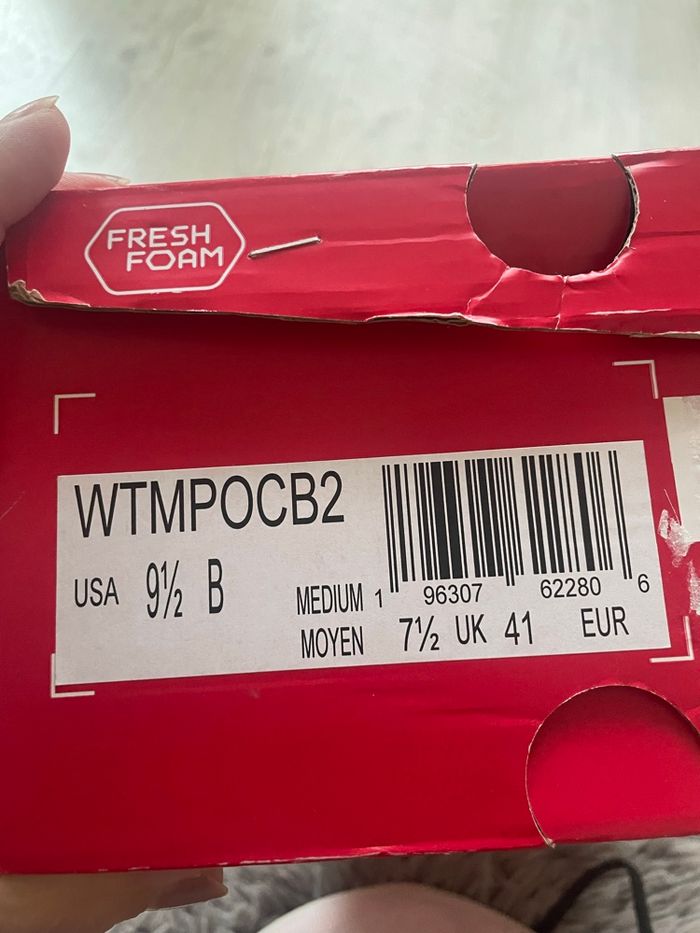 FRESH
FOAM
WTMPOCB2
USA 9½ B MEDIUM
MOYEN
1 96307 62280 6
7½ UK 41 EUR